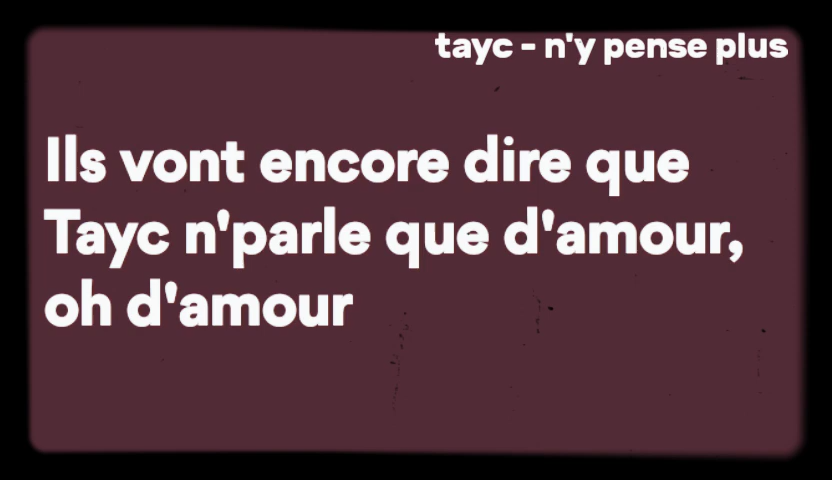 tayc - n'y pense plus
Ils vont encore dire que
Tayc n'parle que d'amour,
oh d'amour